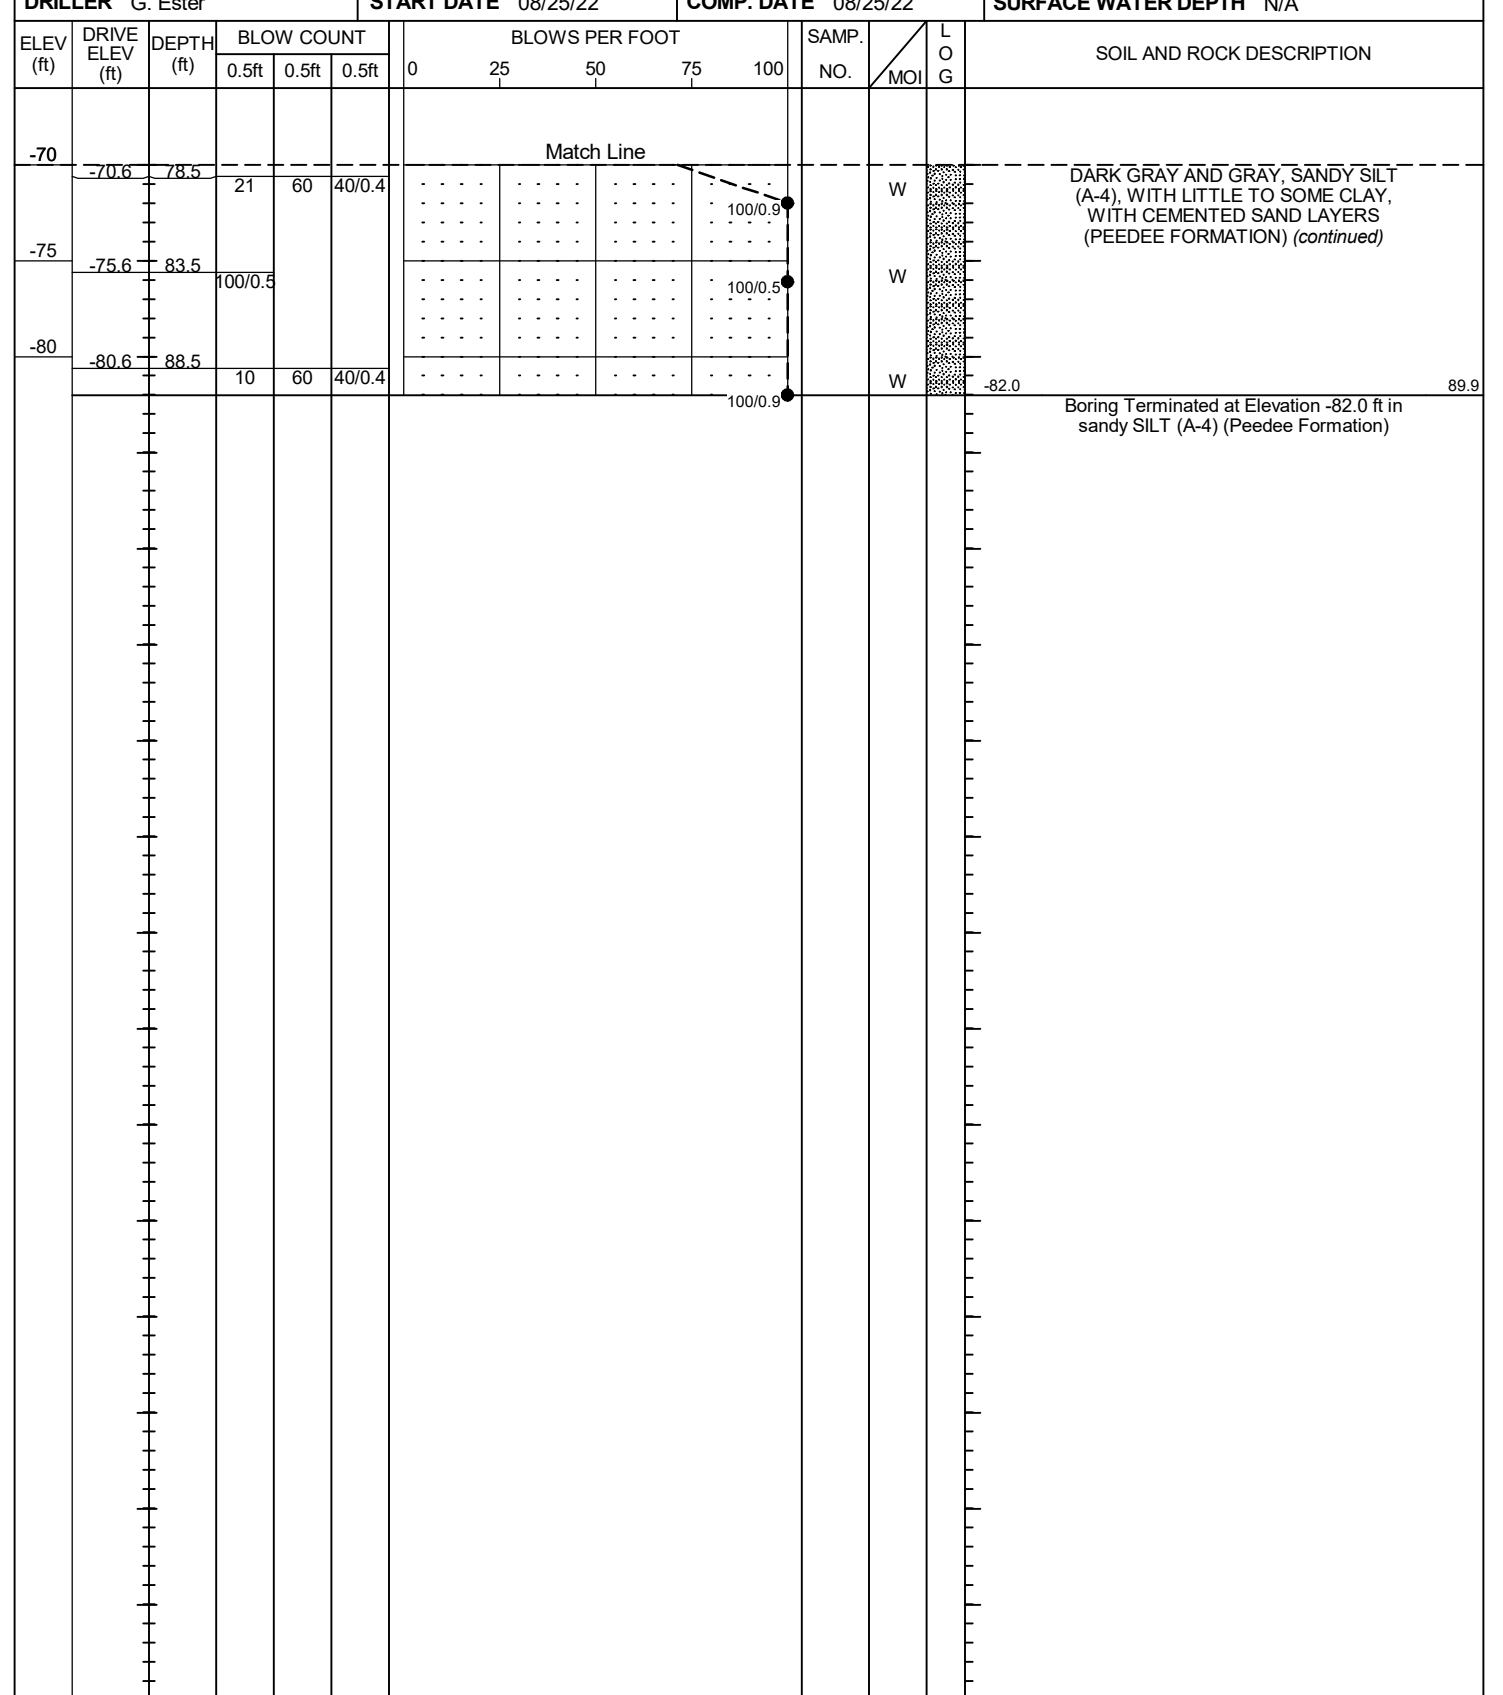 DRILLER G. Ester START DATE 08/25/22 COMP. DATE 08/25/22 SURFACE WATER DEPTH N/A
ELEV (ft) DRIVE ELEV (ft) DEPTH (ft) BLOW COUNT 0.5ft 0.5ft 0.5ft BLOWS PER FOOT 0 25 50 75 100 SAMP. NO. MOI LOG SOIL AND ROCK DESCRIPTION
Match Line
-70
-70.6 78.5 21 60 40/0.4 100/0.9 W
DARK GRAY AND GRAY, SANDY SILT
(A-4), WITH LITTLE TO SOME CLAY,
WITH CEMENTED SAND LAYERS
(PEEDEE FORMATION) (continued)
-75
-75.6 83.5 100/0.5 100/0.5 W
-80
-80.6 88.5 10 60 40/0.4 100/0.9 W
-82.0 89.9
Boring Terminated at Elevation -82.0 ft in
sandy SILT (A-4) (Peedee Formation)